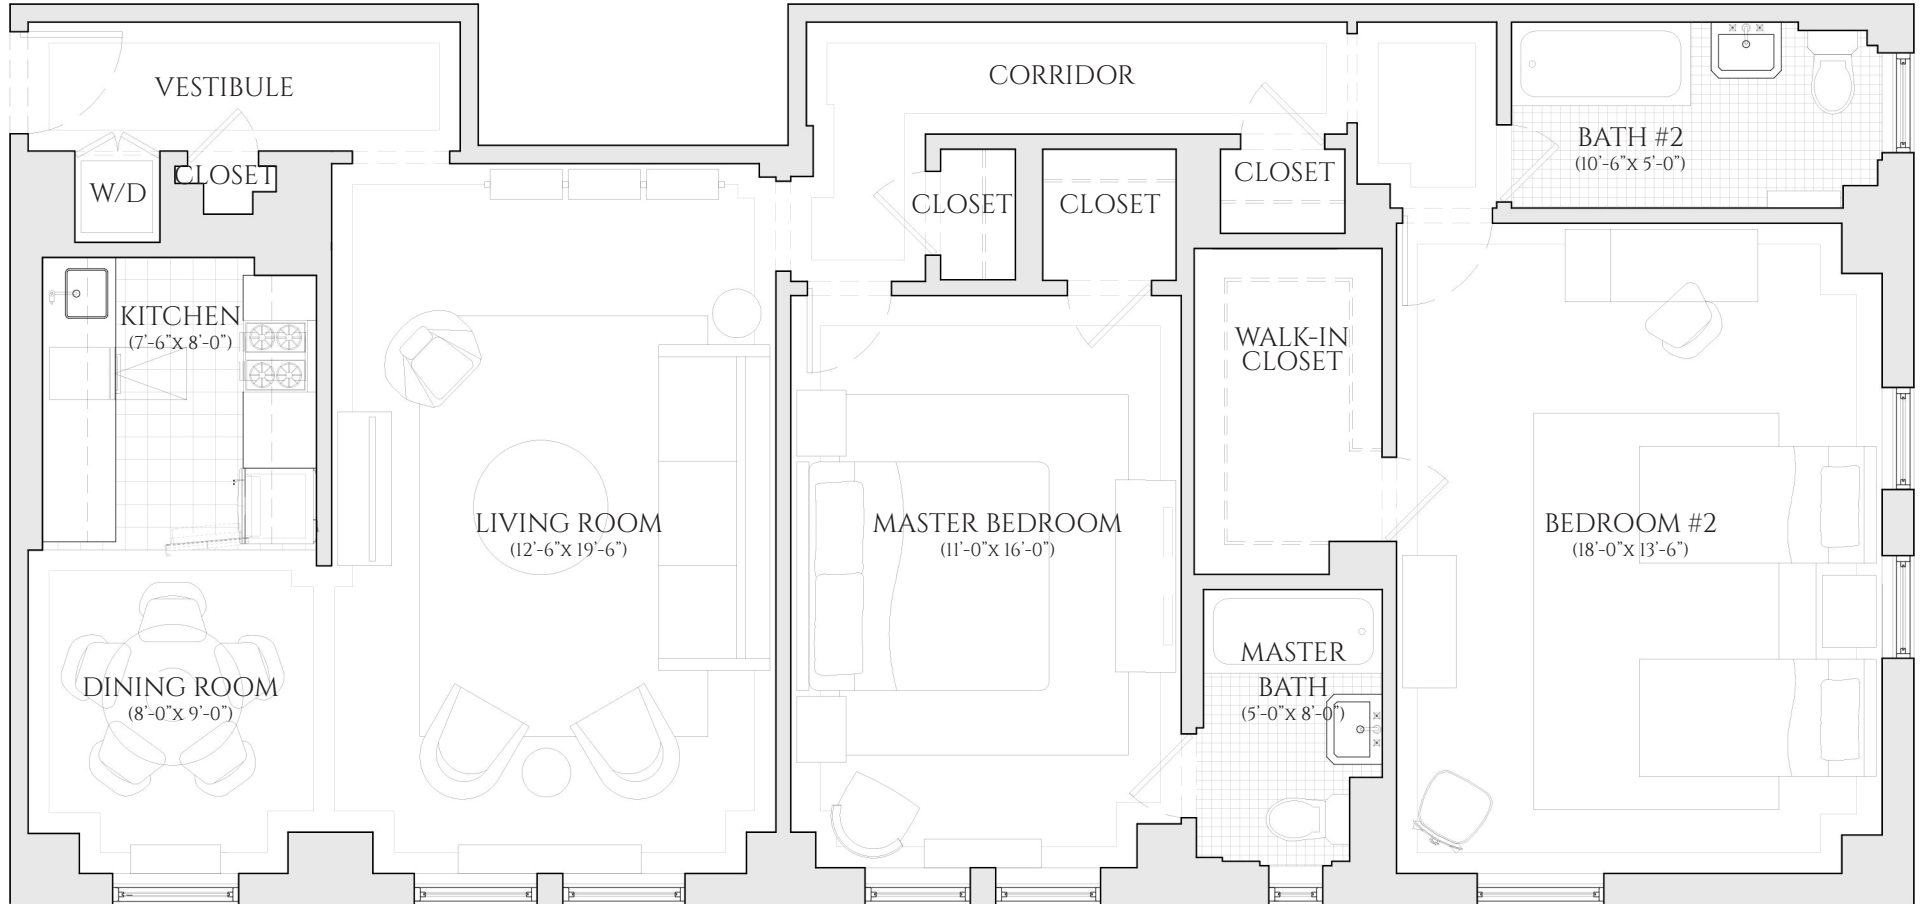 VESTIBULE
CORRIDOR
BATH #2
(10'-6"X 5'-0")
W/D
CLOSET
CLOSET
CLOSET
CLOSET
KITCHEN
(7'-6"X 8'-0")
WALK-IN
CLOSET
LIVING ROOM
(12'-6"X 19'-6")
MASTER BEDROOM
(11'-0"X 16'-0")
BEDROOM #2
(18'-0"X 13'-6")
DINING ROOM
(8'-0"X 9'-0")
MASTER
BATH
(5'-0"X 8'-0")